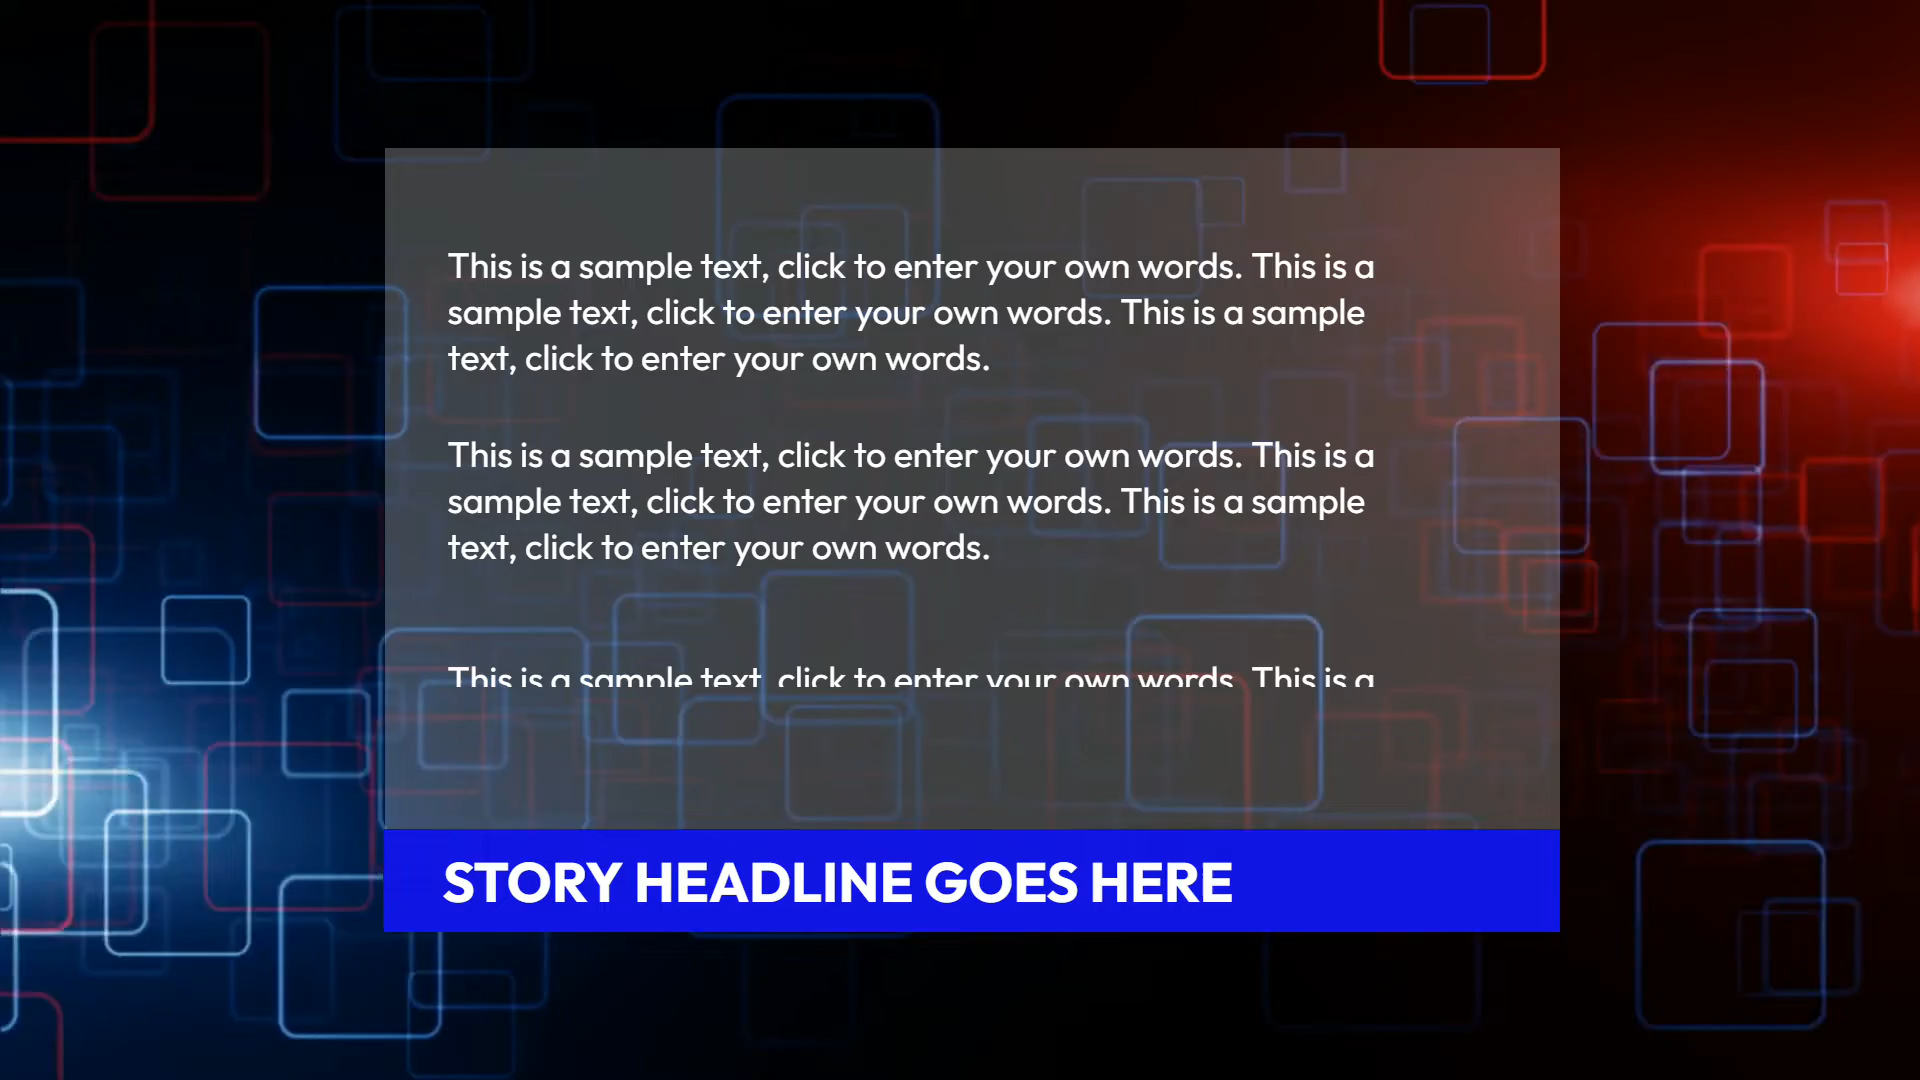 This is a sample text, click to enter your own words. This is a
sample text, click to enter your own words. This is a sample
text, click to enter your own words.
This is a sample text, click to enter your own words. This is a
sample text, click to enter your own words. This is a sample
text, click to enter your own words.
This is a sample text, click to enter your own words. This is a
STORY HEADLINE GOES HERE